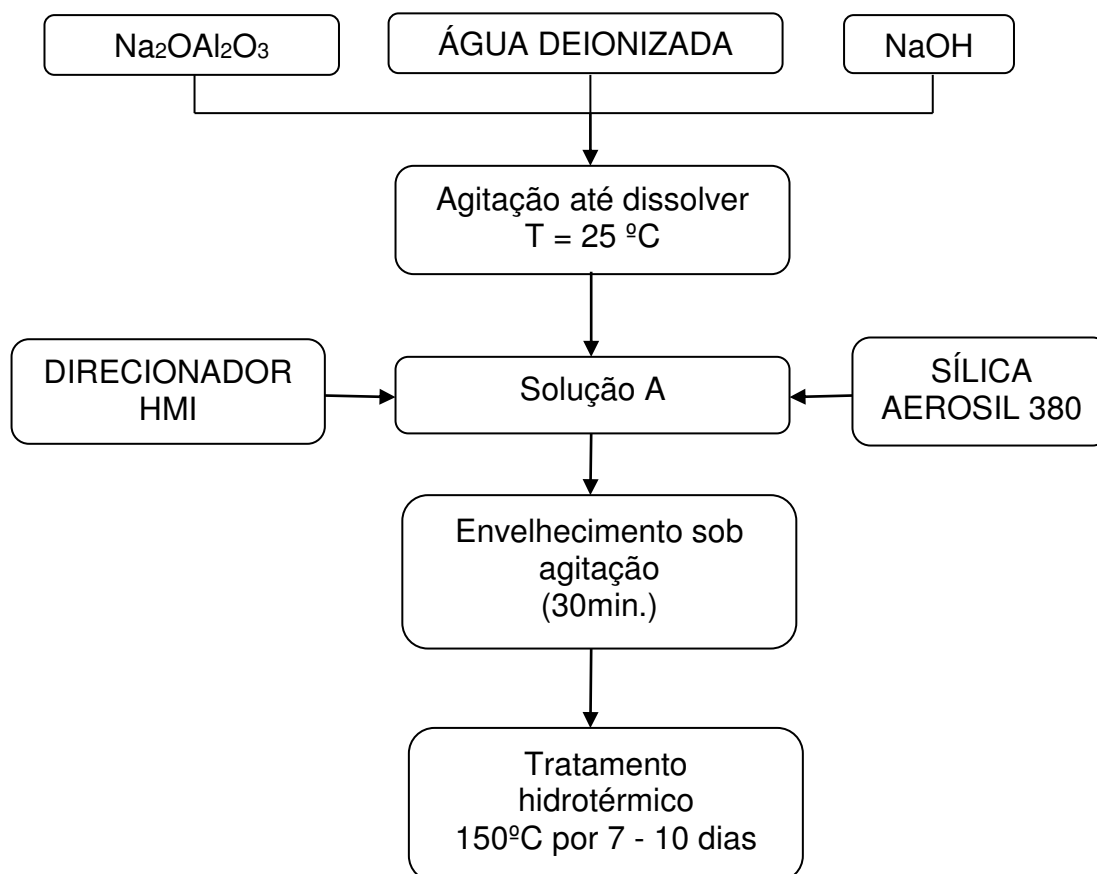 Na₂OAl₂O₃
ÁGUA DEIONIZADA
NaOH
Agitação até dissolver
T = 25 ºC
DIRECIONADOR
HMI
Solução A
SÍLICA
AEROSIL 380
Envelhecimento sob
agitação
(30min.)
Tratamento
hidrotérmico
150ºC por 7 - 10 dias